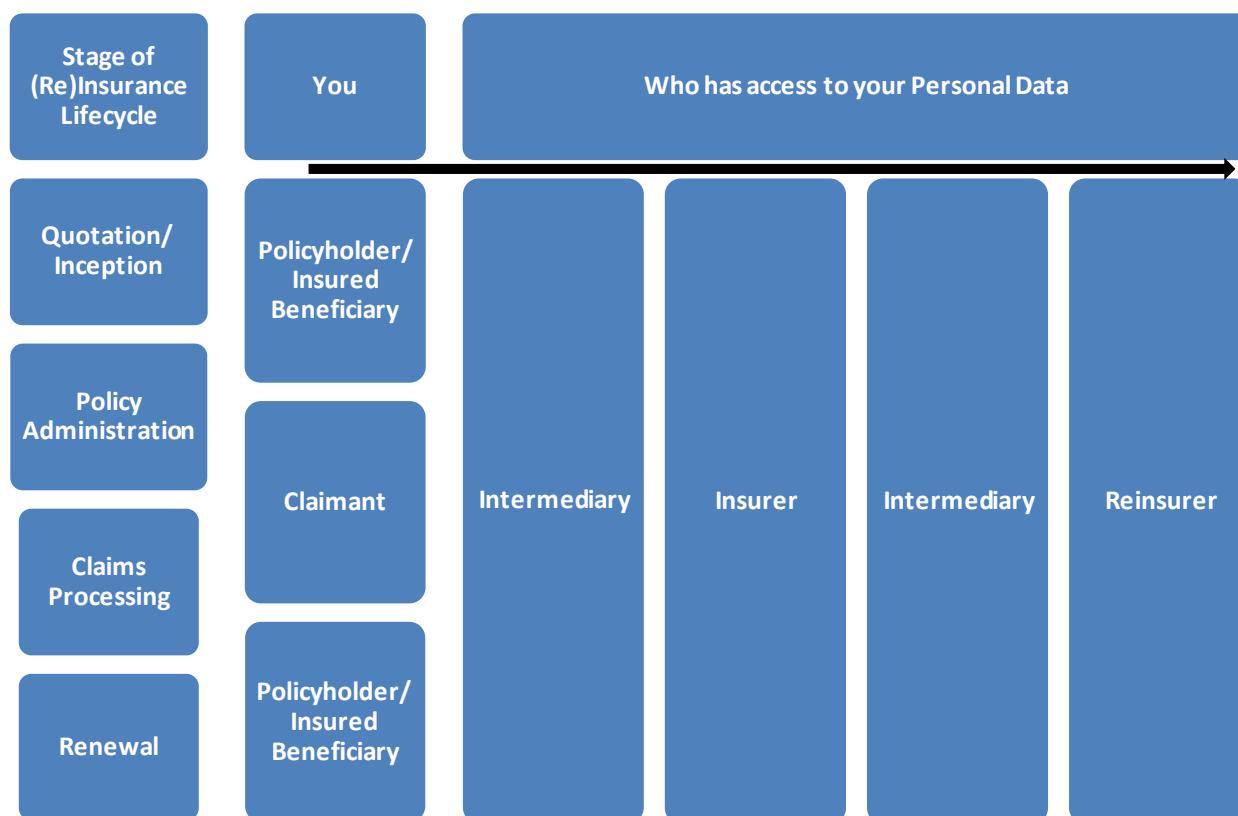 Stage of
(Re)Insurance
Lifecycle
You
Who has access to your Personal Data
Quotation/
Inception
Policy
Administration
Claims
Processing
Renewal
Policyholder/
Insured
Beneficiary
Claimant
Policyholder/
Insured
Beneficiary
Intermediary
Insurer
Intermediary
Reinsurer